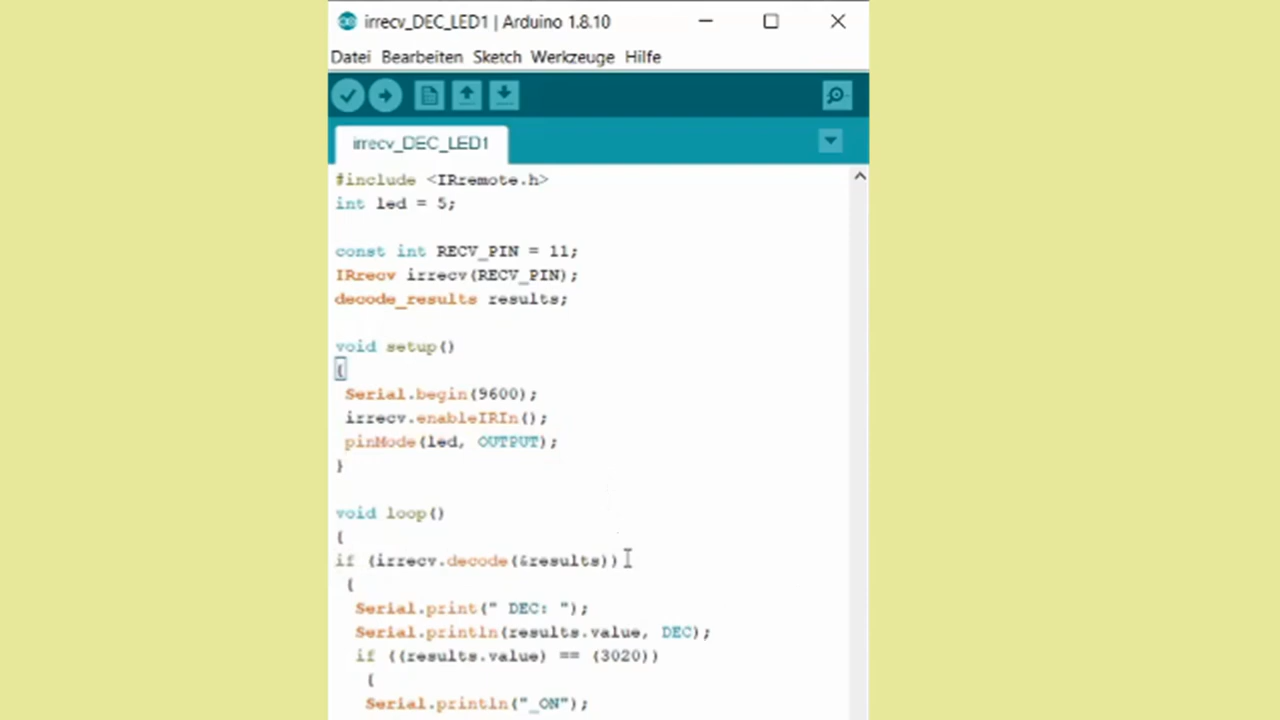 irrecv_DEC_LED1 | Arduino 1.8.10
Datei Bearbeiten Sketch Werkzeuge Hilfe
irrecv_DEC_LED1
#include <IRremote.h>
int led = 5;
const int RECV_PIN = 11;
IRrecv irrecv(RECV_PIN);
decode_results results;
void setup()
{
Serial.begin(9600);
irrecv.enableIRIn();
pinMode(led, OUTPUT);
}
void loop()
{
if (irrecv.decode(&results))
{
Serial.print(" DEC: ");
Serial.println(results.value, DEC);
if ((results.value) == (3020))
{
Serial.println("_ON");